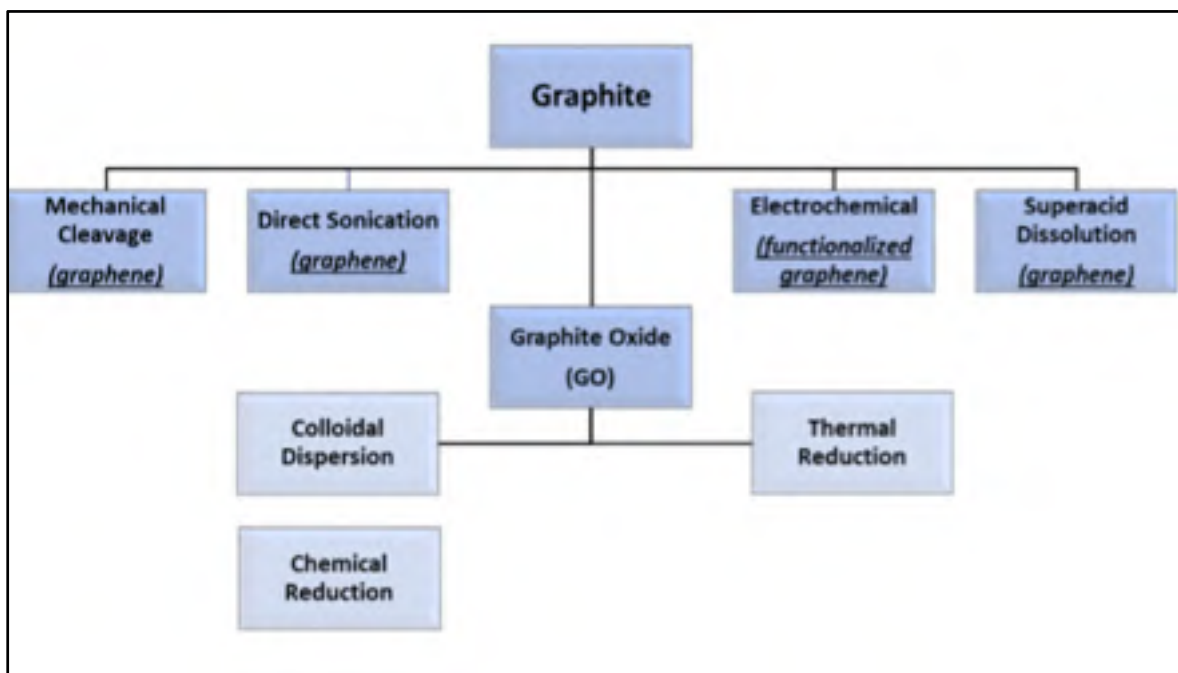 Graphite
Mechanical
Cleavage
(graphene)
Direct Sonication
(graphene)
Electrochemical
(functionalized
graphene)
Superacid
Dissolution
(graphene)
Graphite Oxide
(GO)
Colloidal
Dispersion
Thermal
Reduction
Chemical
Reduction